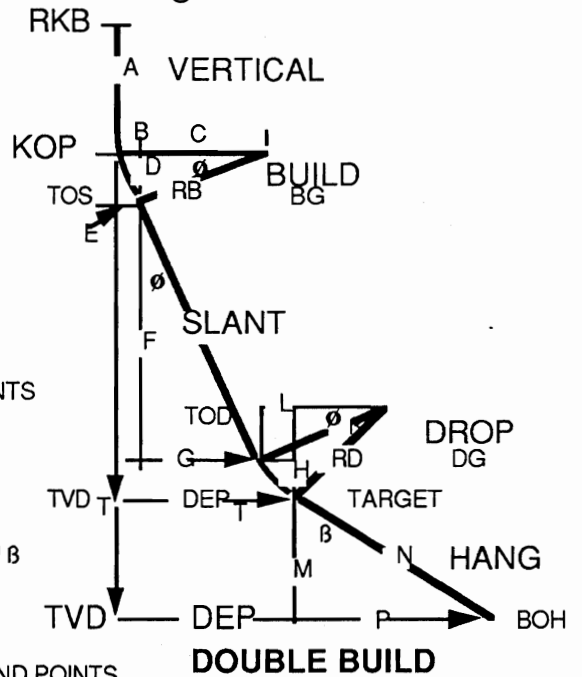 RKB
A VERTICAL
B C I
KOP
D ø
BUILD
TOS RB BG
E
ø
SLANT
F
NTS
L
TOD ø
DROP
G RD DG
H
TVD T DEP T TARGET
ß
ß
N HANG
M
TVD DEP P BOH
DOUBLE BUILD
ND POINTS